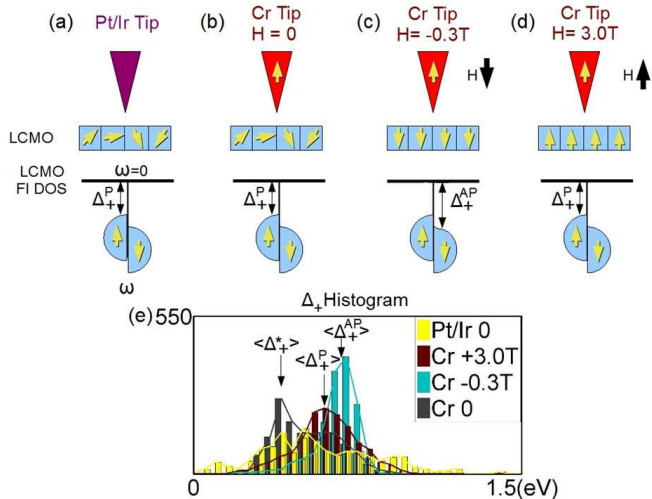 (a) Pt/Ir Tip
(b) Cr Tip
H = 0
(c) Cr Tip
H= -0.3T
H
(d) Cr Tip
H= 3.0T
H
LCMO
LCMO
FI DOS
ω=0
Δ₊ᴾ
Δ₊ᴾ
Δ₊ᴬᴾ
Δ₊ᴾ
ω
(e)
Δ₊Histogram
550
<Δ₊*>
<Δ₊ᴾ>
<Δ₊ᴬᴾ>
Pt/Ir 0
Cr +3.0T
Cr -0.3T
Cr 0
0
1.5(eV)